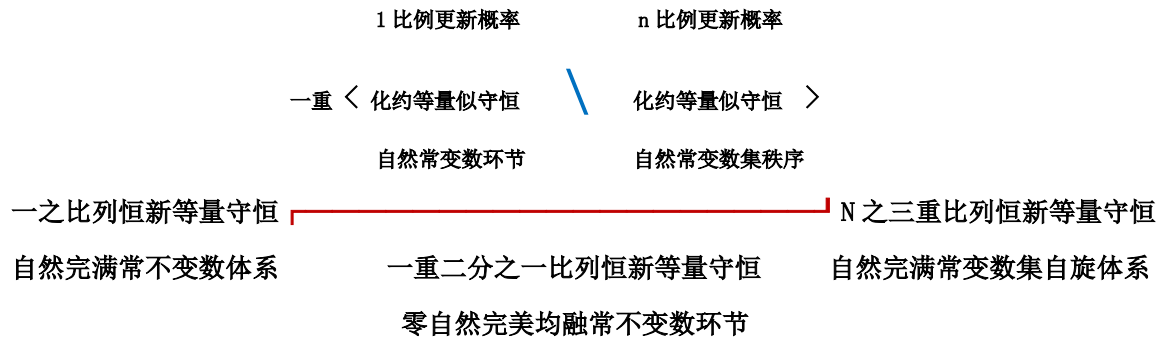 1 比例更新概率 n 比例更新概率
一重 < 化约等量似守恒 \ 化约等量似守恒 >
自然常变数环节 自然常变数集秩序
一之比列恒新等量守恒 N 之三重比列恒新等量守恒
自然完满常不变数体系 一重二分之一比列恒新等量守恒 自然完满常变数集自旋体系
零自然完美均融常不变数环节